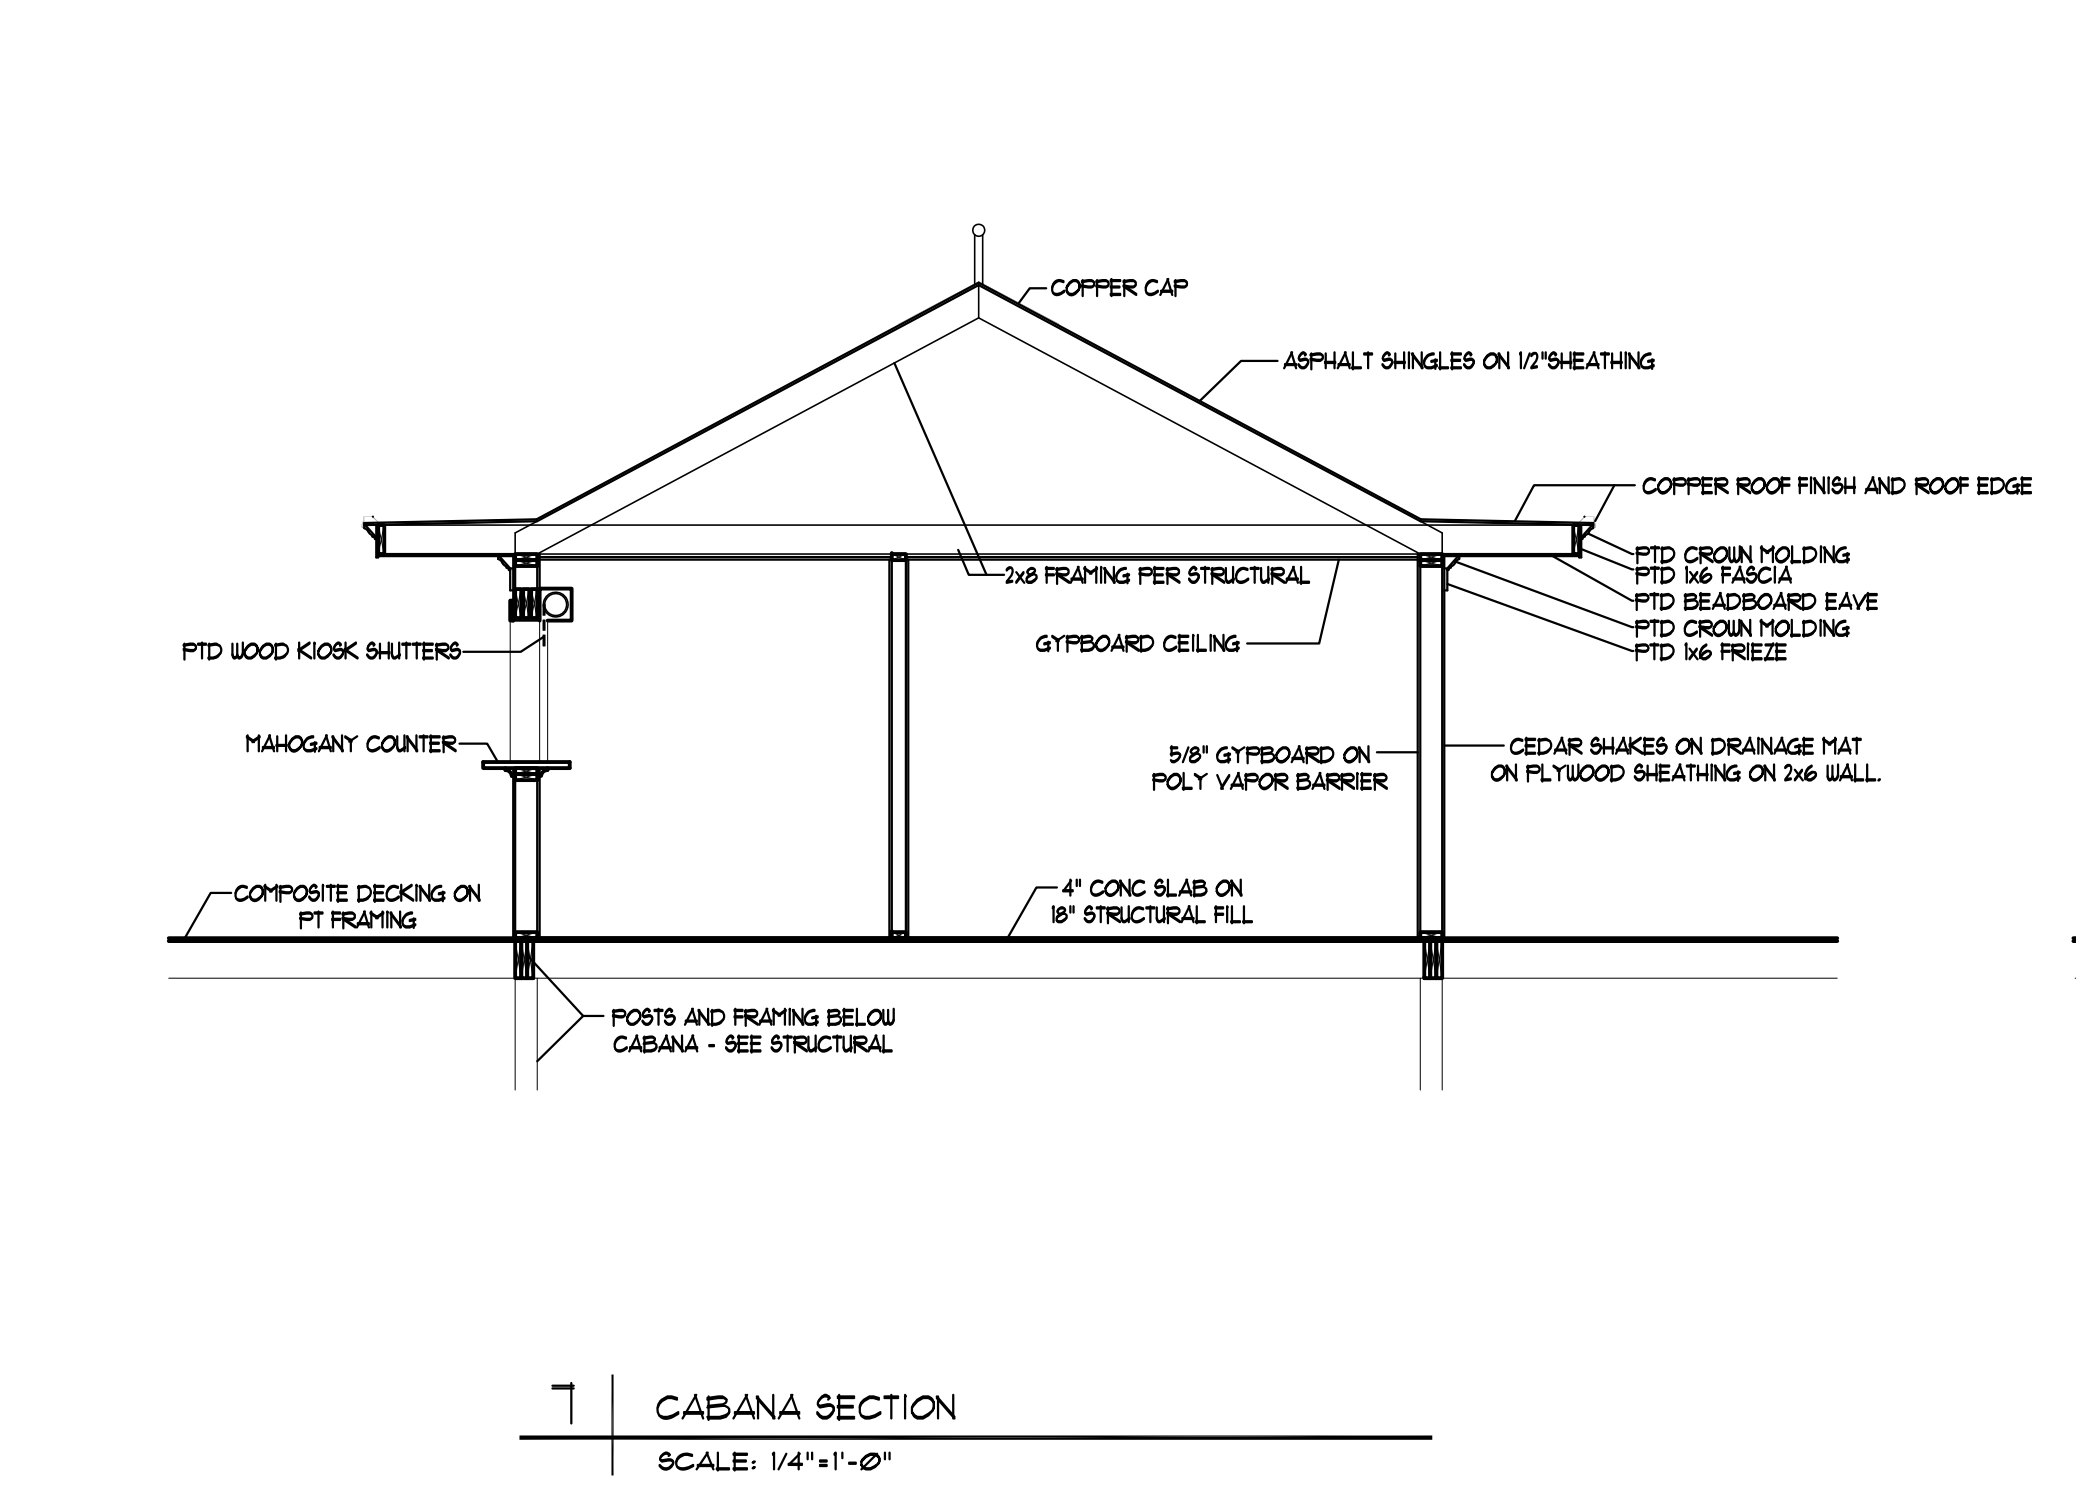 COPPER CAP
ASPHALT SHINGLES ON 1/2"SHEATHING
COPPER ROOF FINISH AND ROOF EDGE
PTD CROWN MOLDING
PTD 1x6 FASCIA
PTD BEADBOARD EAVE
PTD CROWN MOLDING
PTD 1x6 FRIEZE
2x8 FRAMING PER STRUCTURAL
GYPBOARD CEILING
PTD WOOD KIOSK SHUTTERS
MAHOGANY COUNTER
5/8" GYPBOARD ON
POLY VAPOR BARRIER
CEDAR SHAKES ON DRAINAGE MAT
ON PLYWOOD SHEATHING ON 2x6 WALL.
COMPOSITE DECKING ON
PT FRAMING
4" CONC SLAB ON
18" STRUCTURAL FILL
POSTS AND FRAMING BELOW
CABANA - SEE STRUCTURAL
7 CABANA SECTION
SCALE: 1/4"=1'-0"